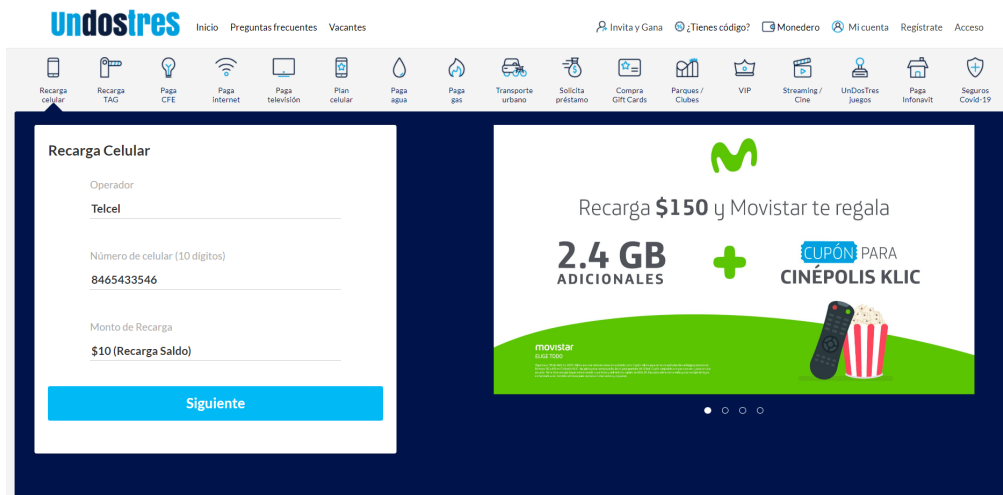 UnDosTres Inicio Preguntas frecuentes Vacantes Invita y Gana ¿Tienes código? Monedero Mi cuenta Registrate Acceso
Recarga celular
Recarga TAG
Paga CFE
Paga internet
Paga televisión
Plan celular
Paga agua
Paga gas
Transporte urbano
Solicita préstamo
Compra Gift Cards
Parques / Clubes
VIP
Streaming / Cine
UnDosTres juegos
Paga Infonavit
Seguros Covid-19
Recarga Celular
Operador
Telcel
Número de celular (10 dígitos)
8465433546
Monto de Recarga
$10 (Recarga Saldo)
Siguiente
Recarga $150 y Movistar te regala
2.4 GB
ADICIONALES
+
CUPÓN PARA
CINÉPOLIS KLIC
movistar
ELIGE TODO